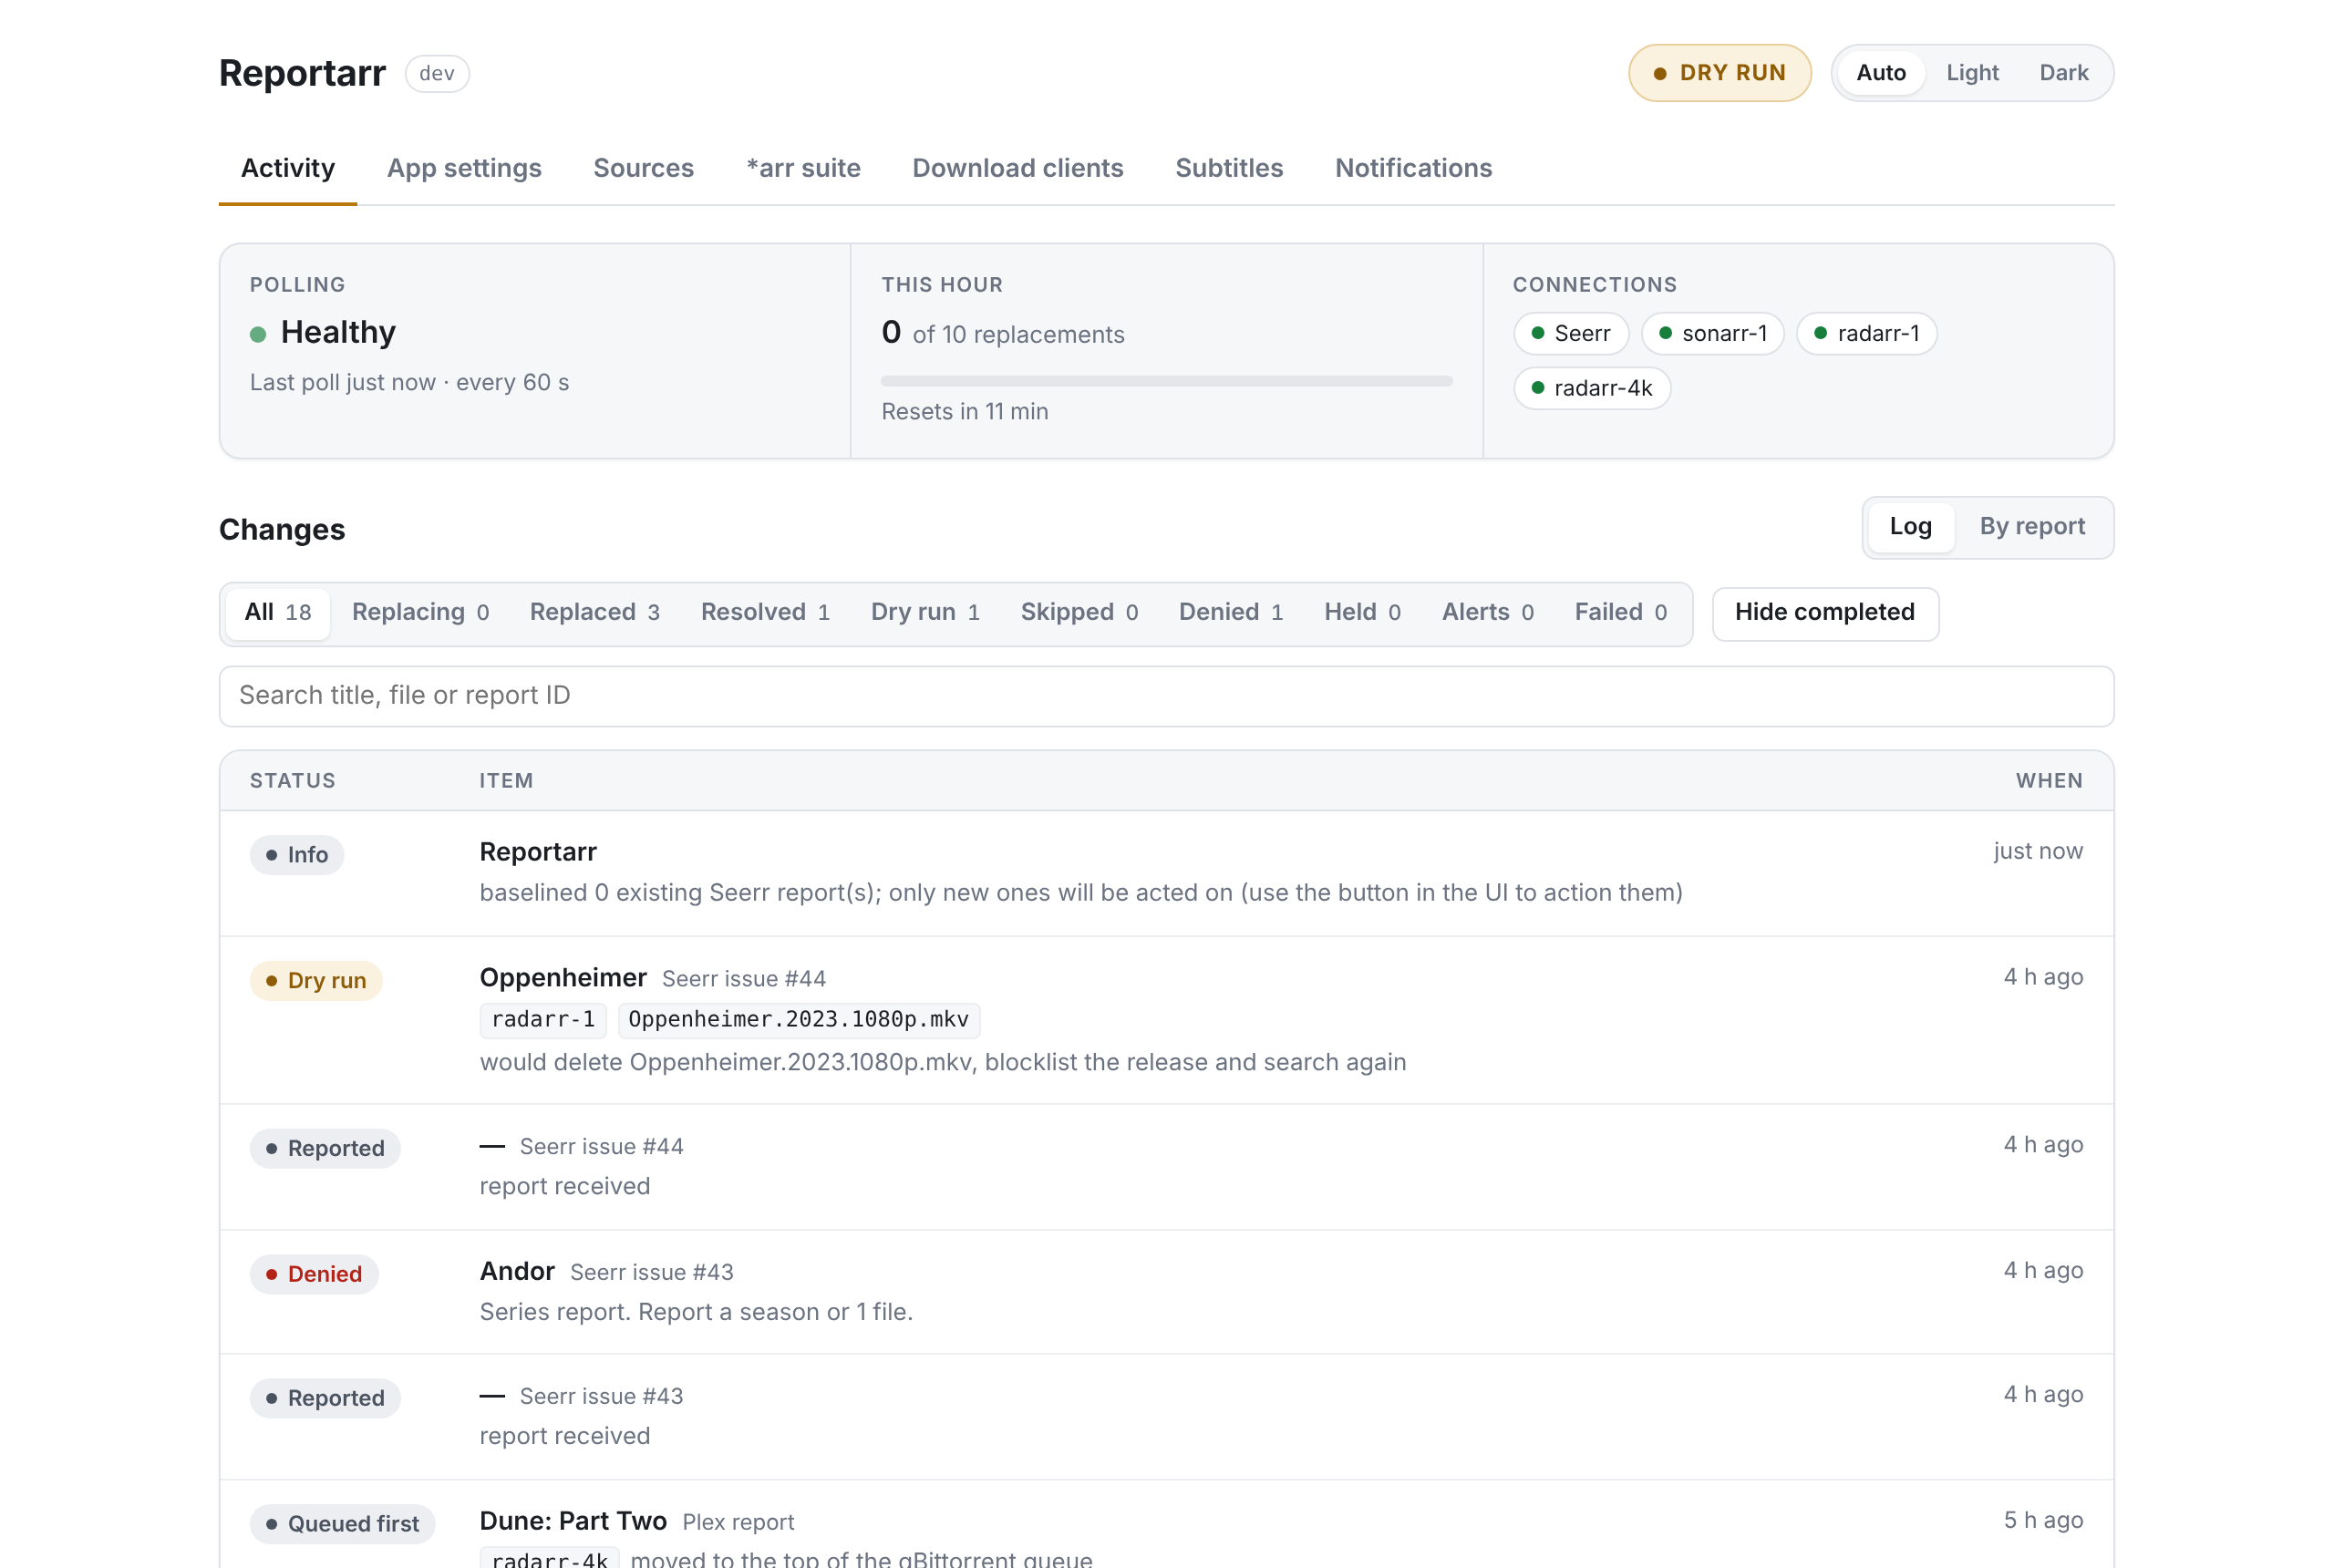 Reportarr dev DRY RUN Auto Light Dark
Activity App settings Sources *arr suite Download clients Subtitles Notifications
POLLING
Healthy
Last poll just now · every 60 s
THIS HOUR
0 of 10 replacements
Resets in 11 min
CONNECTIONS
Seerr sonarr-1 radarr-1
radarr-4k
Changes Log By report
All 18 Replacing 0 Replaced 3 Resolved 1 Dry run 1 Skipped 0 Denied 1 Held 0 Alerts 0 Failed 0 Hide completed
Search title, file or report ID
STATUS ITEM WHEN
Info Reportarr just now
baselined 0 existing Seerr report(s); only new ones will be acted on (use the button in the UI to action them)
Dry run Oppenheimer Seerr issue #44 4 h ago
radarr-1 Oppenheimer.2023.1080p.mkv
would delete Oppenheimer.2023.1080p.mkv, blocklist the release and search again
Reported — Seerr issue #44 4 h ago
report received
Denied Andor Seerr issue #43 4 h ago
Series report. Report a season or 1 file.
Reported — Seerr issue #43 4 h ago
report received
Queued first Dune: Part Two Plex report 5 h ago
radarr-4k moved to the top of the qBittorrent queue